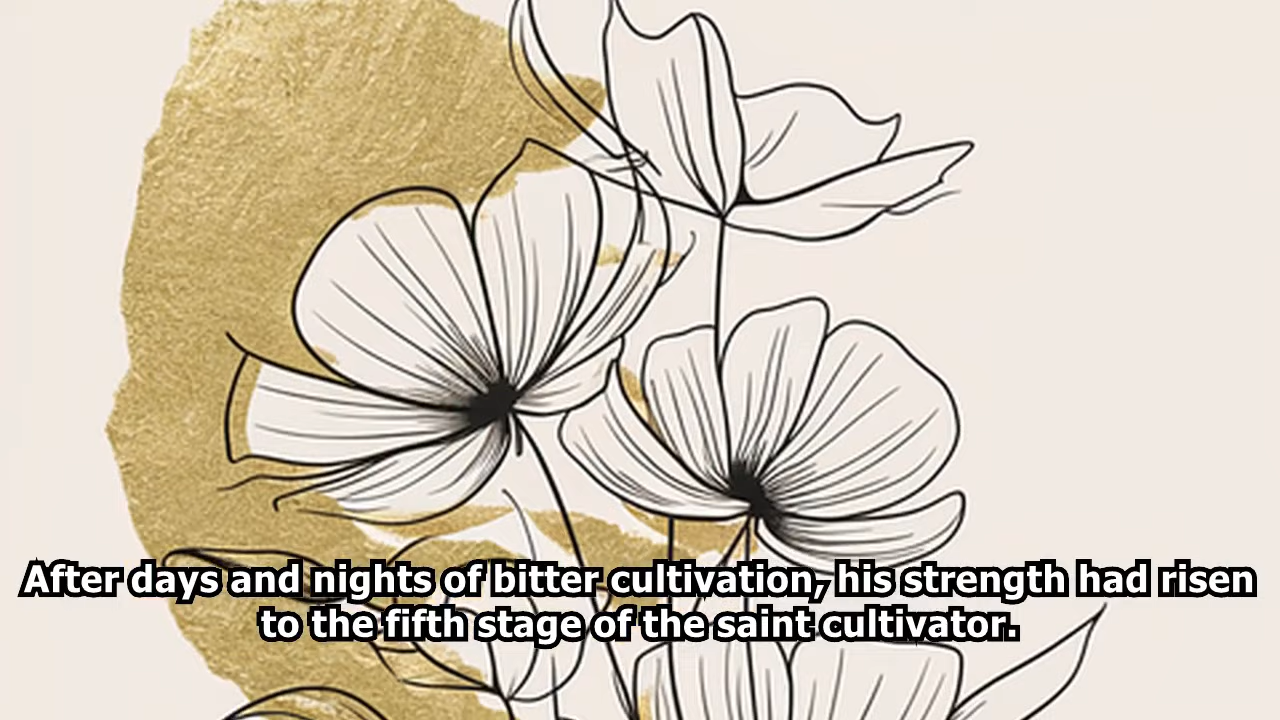 After days and nights of bitter cultivation, his strength had risen
to the fifth stage of the saint cultivator.